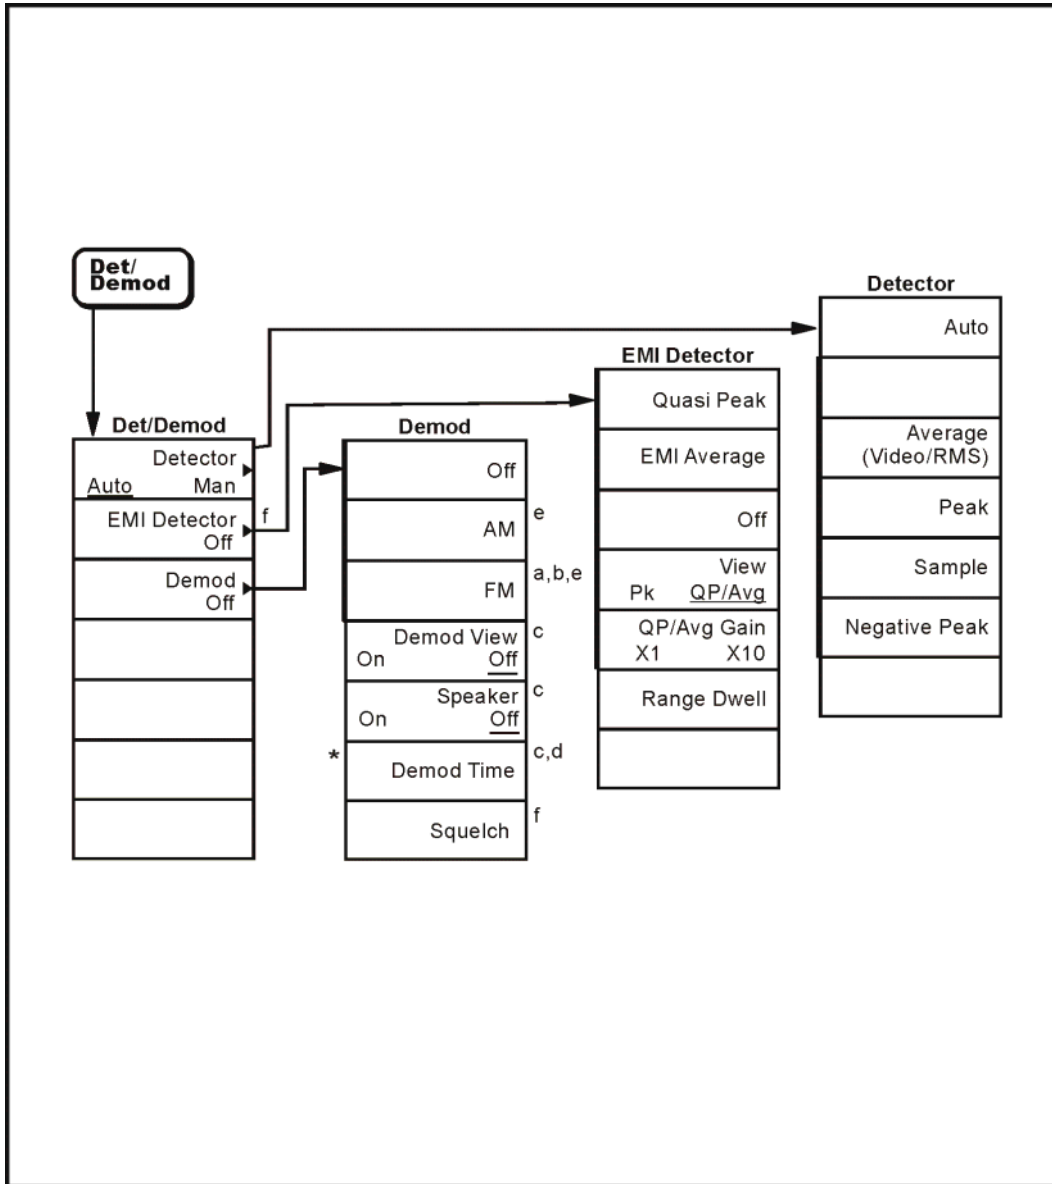 Det/
Demod
Det/Demod
Detector
Auto Man
EMI Detector f
Off
Demod
Off
Demod
Off
AM e
FM a,b,e
Demod View c
On Off
Speaker c
On Off
* Demod Time c,d
Squelch f
EMI Detector
Quasi Peak
EMI Average
Off
View
Pk QP/Avg
QP/Avg Gain
X1 X10
Range Dwell
Detector
Auto
Average
(Video/RMS)
Peak
Sample
Negative Peak